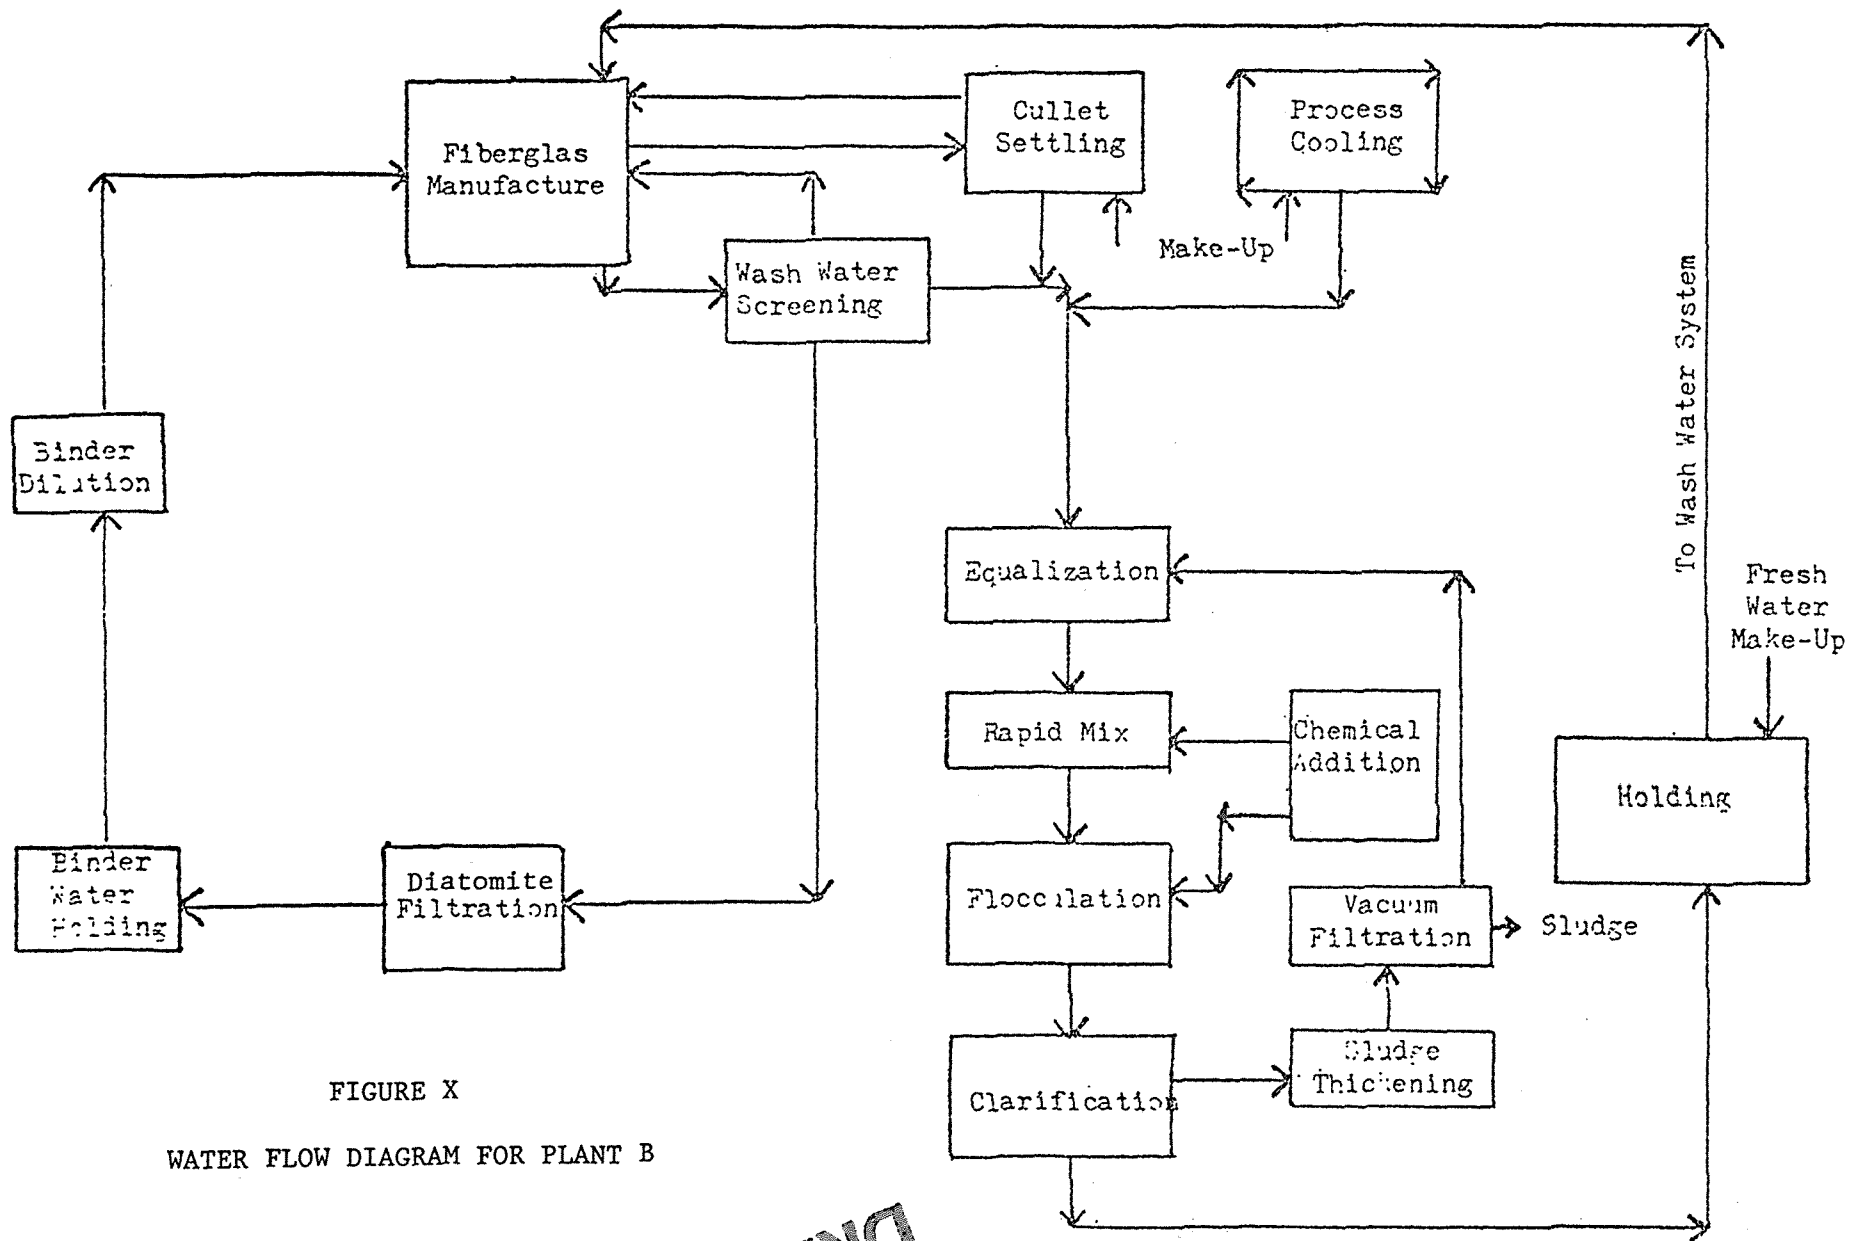 Fiberglas
Manufacture
Cullet
Settling
Process
Cooling
Wash Water
Screening
Make-Up
Binder
Dilution
To Wash Water System
Equalization
Fresh
Water
Make-Up
Rapid Mix
Chemical
Addition
Holding
Binder
Water
Holding
Diatomite
Filtration
Flocculation
Vacuum
Filtration
Sludge
Sludge
Thickening
Clarification
FIGURE X
WATER FLOW DIAGRAM FOR PLANT B